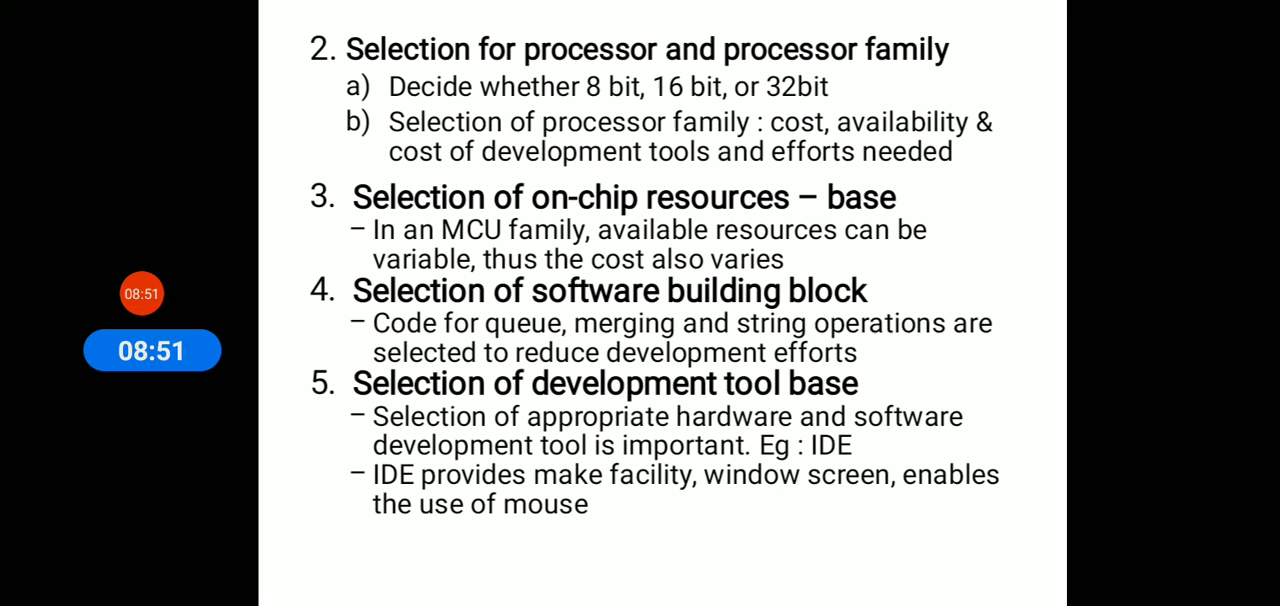 2. Selection for processor and processor family
a) Decide whether 8 bit, 16 bit, or 32bit
b) Selection of processor family : cost, availability &
cost of development tools and efforts needed
3. Selection of on-chip resources – base
– In an MCU family, available resources can be
variable, thus the cost also varies
4. Selection of software building block
– Code for queue, merging and string operations are
selected to reduce development efforts
5. Selection of development tool base
– Selection of appropriate hardware and software
development tool is important. Eg : IDE
– IDE provides make facility, window screen, enables
the use of mouse
08:51
08:51